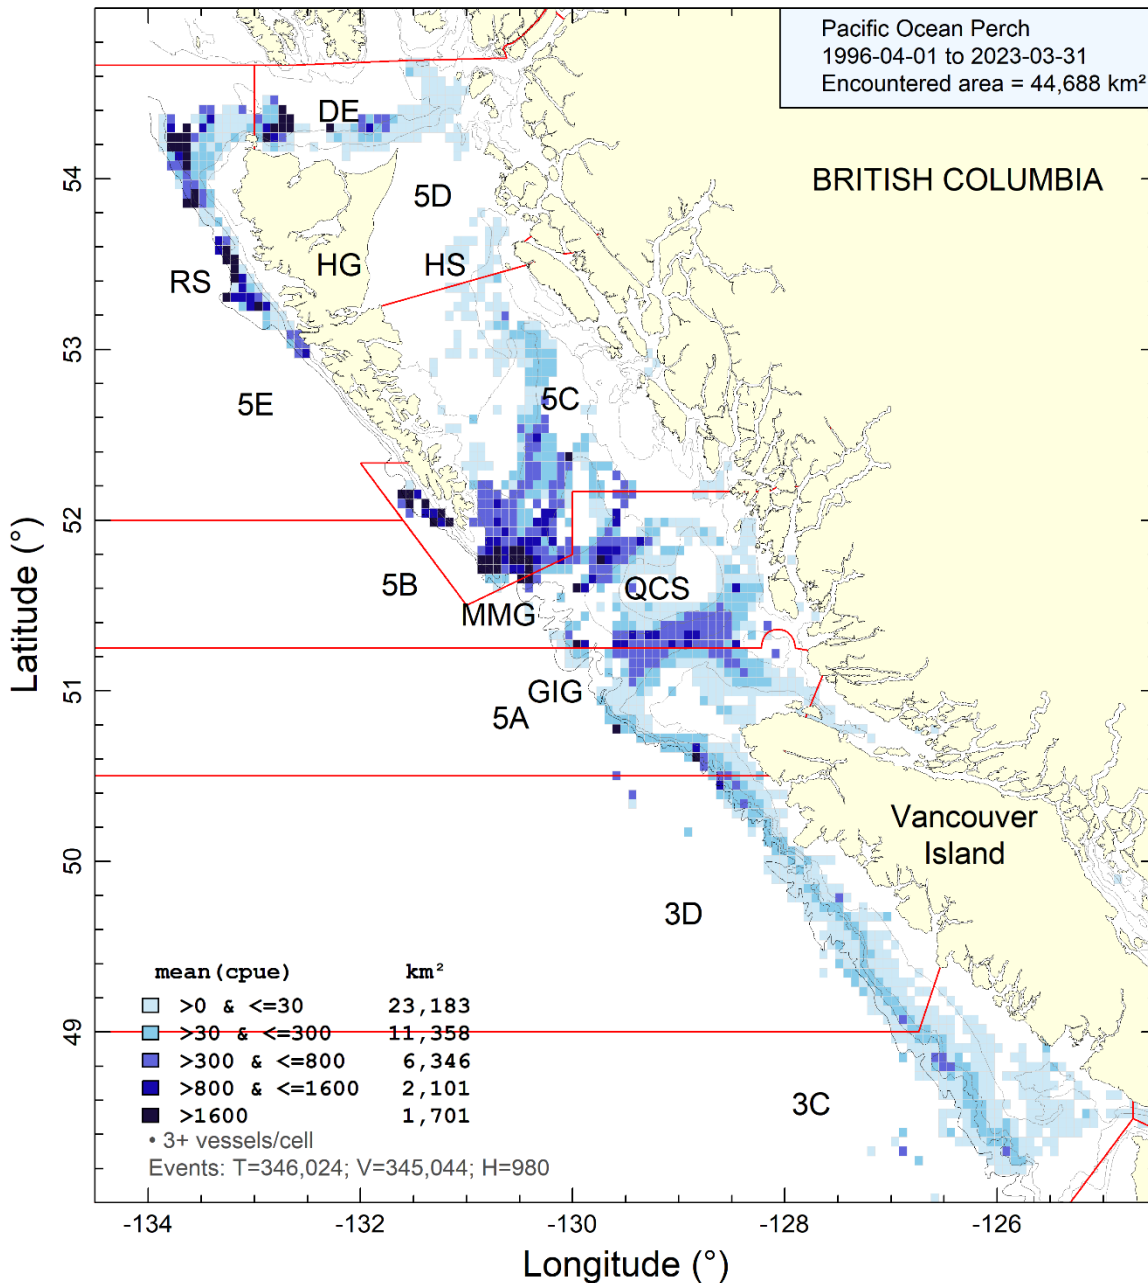 Pacific Ocean Perch
1996-04-01 to 2023-03-31
Encountered area = 44,688 km²
BRITISH COLUMBIA
DE
54
5D
HG
HS
RS
53
5E
5C
52
5B
QCS
MMG
51
GIG
5A
Vancouver
Island
50
3D
mean(cpue) km²
>0 & <=30 23,183
49
>30 & <=300 11,358
>300 & <=800 6,346
>800 & <=1600 2,101
>1600 1,701
3C
• 3+ vessels/cell
Events: T=346,024; V=345,044; H=980
Latitude (°)
-134 -132 -130 -128 -126
Longitude (°)